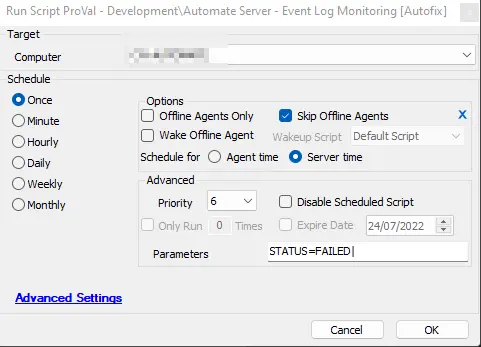 Run Script ProVal - Development\Automate Server - Event Log Monitoring [Autofix]
x
Target
Computer
Schedule
Once
Minute
Hourly
Daily
Weekly
Monthly
Options
Offline Agents Only
Skip Offline Agents
X
Wake Offline Agent
Wakeup Script
Default Script
Schedule for
Agent time
Server time
Advanced
Priority
6
Disable Scheduled Script
Only Run
0
Times
Expire Date
24/07/2022
Parameters
STATUS=FAILED
Advanced Settings
Cancel
OK